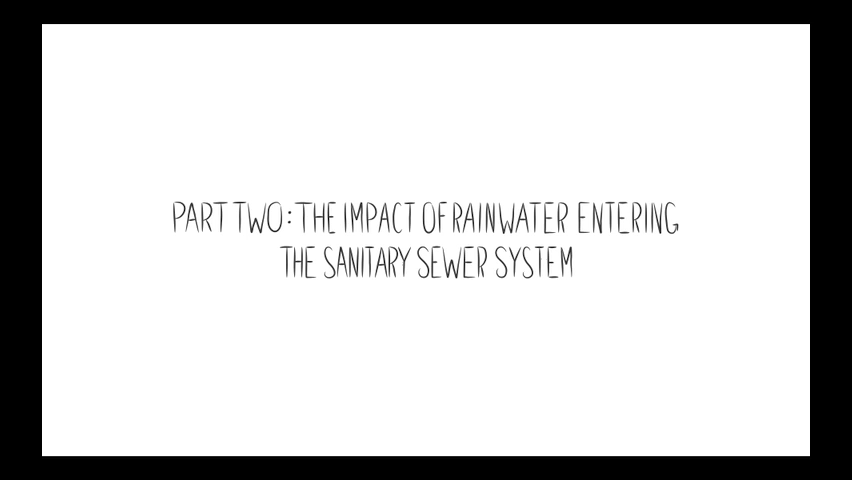 PART TWO: THE IMPACT OF RAINWATER ENTERING
THE SANITARY SEWER SYSTEM